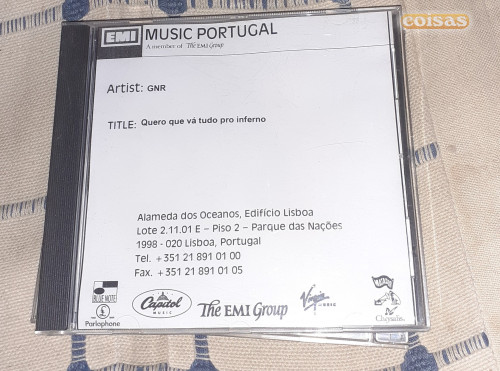 coisas
EMI MUSIC PORTUGAL
A member of The EMI Group
Artist: GNR
TITLE: Quero que vá tudo pro inferno
Alameda dos Oceanos, Edifício Lisboa
Lote 2.11.01 E – Piso 2 – Parque das Nações
1998 - 020 Lisboa, Portugal
Tel. + 351 21 891 01 00
Fax. + 351 21 891 01 05
BLUE NOTE
Parlophone
Capitol
MUSIC
The EMI Group
Virgin
MUSIC
Chrysalis